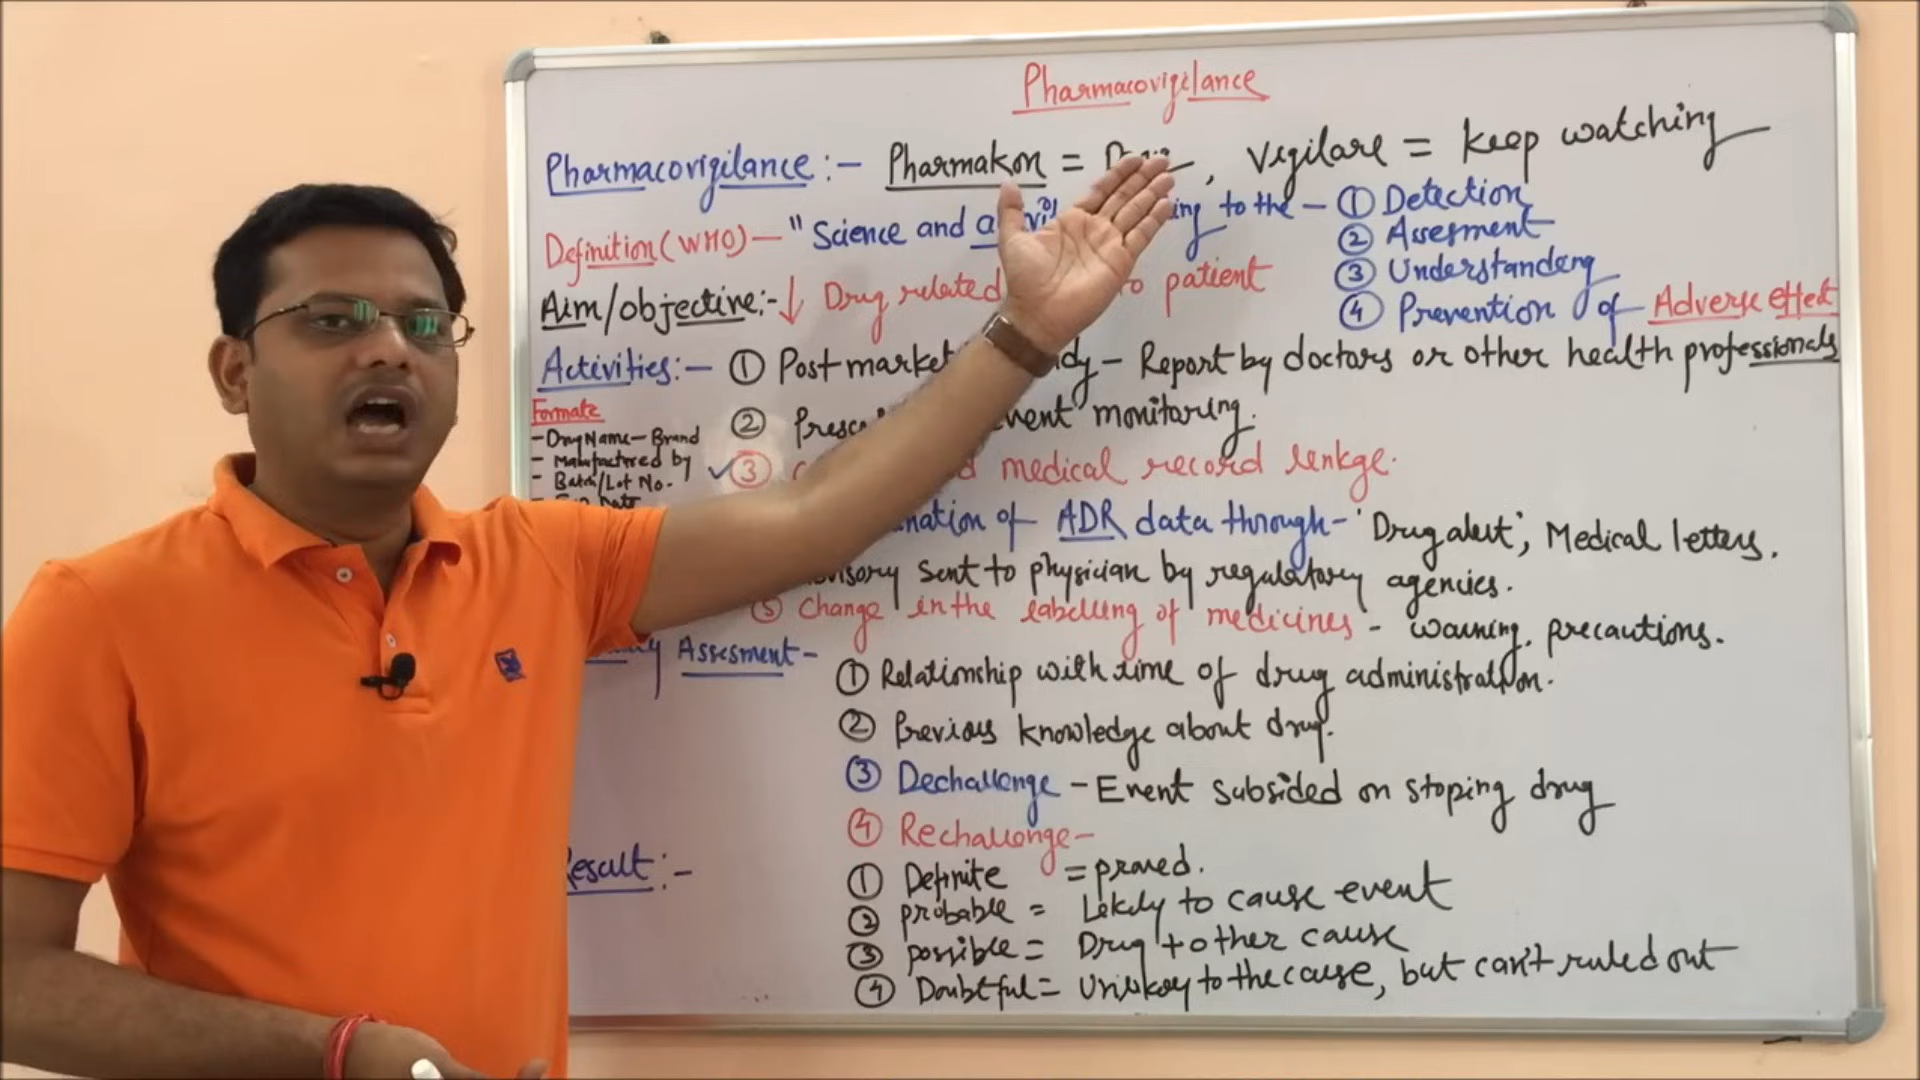 Pharmacovigilance
Pharmacovigilance:- Pharmakon = , Vigilare = keep watching
Definition (WHO) - "Science and to the - ① Detection
② Assesment
③ Understanding
④ Prevention of Adverse effect
Aim/objective:- ↓ Drug related to patient
Activities:- ① Post market - Report by doctors or other health professionals
② event monitoring.
③ medical record linkge.
of ADR data through - 'Drug alert', Medical letters,
sent to physician by regulatory agencies.
⑤ Change in the labelling of medicines - warning, precautions.
Formate
- Drug Name - Brand
- Manufactured by
- Batch/Lot No.
Assesment -
① Relationship with time of drug administration.
② Previous knowledge about drug.
③ Dechallenge - Event subsided on stoping drug
④ Rechallenge -
Result:-
① Definite = proved.
② probable = Likely to cause event
③ possible = Drug + other cause
④ Doubtful = Unlikely to the cause, but can't ruled out